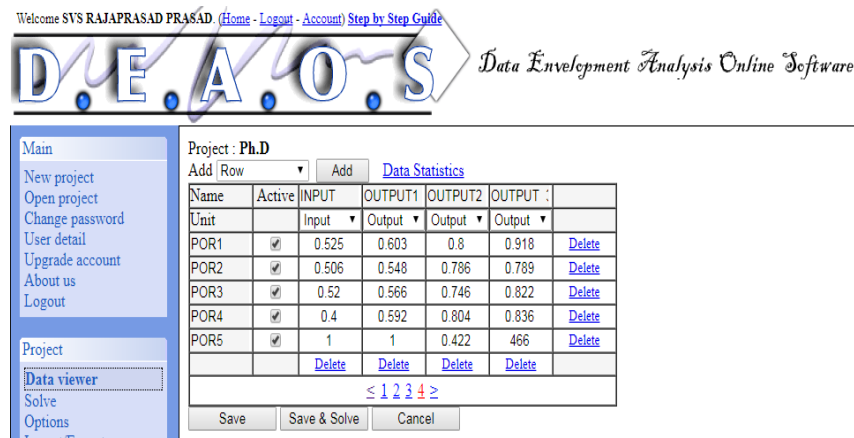 Welcome SVS RAJAPRASAD PRASAD. (Home - Logout - Account) Step by Step Guide
D.E.A.O.S Data Envelopment Analysis Online Software
Main
New project
Open project
Change password
User detail
Upgrade account
About us
Logout
Project
Data viewer
Solve
Options
Project : Ph.D
Add Row Add Data Statistics
Name Active INPUT OUTPUT1 OUTPUT2 OUTPUT
Unit Input Output Output Output
POR1 0.525 0.603 0.8 0.918 Delete
POR2 0.506 0.548 0.786 0.789 Delete
POR3 0.52 0.566 0.746 0.822 Delete
POR4 0.4 0.592 0.804 0.836 Delete
POR5 1 1 0.422 466 Delete
Delete Delete Delete Delete
< 1 2 3 4 >
Save Save & Solve Cancel